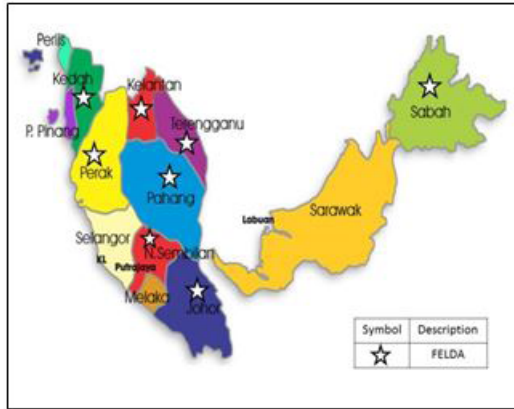 Perlis
Kedah
P. Pinang
Kelantan
Terengganu
Perak
Pahang
Selangor
KL
Putrajaya
N.Sembilan
Melaka
Johor
Labuan
Sarawak
Sabah
Symbol Description
FELDA